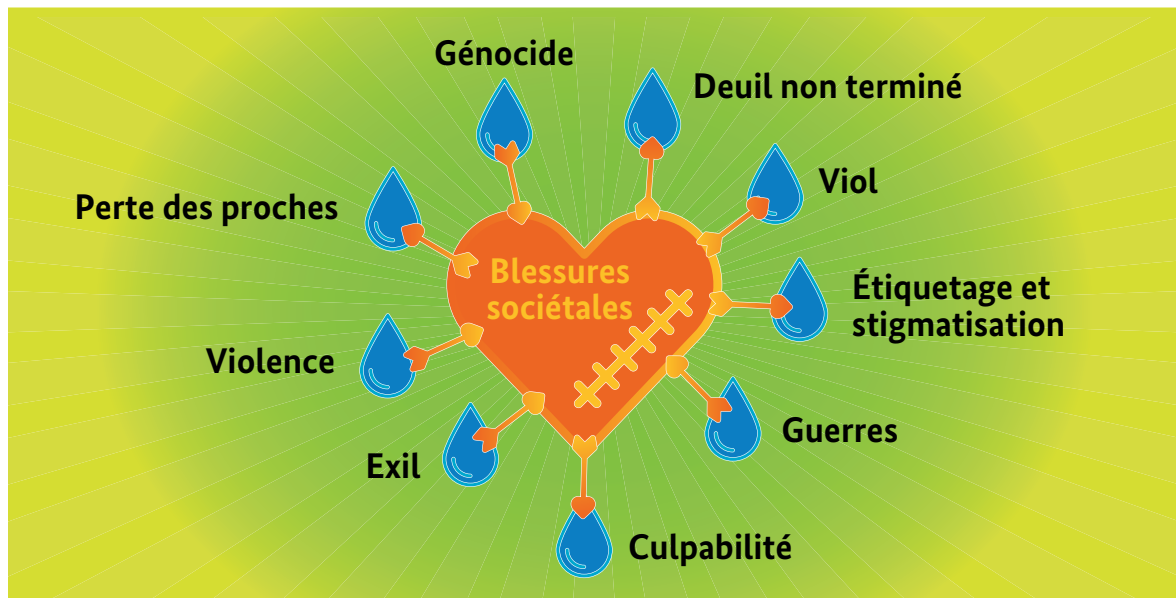 Génocide
Deuil non terminé
Viol
Perte des proches
Blessures
sociétales
Étiquetage et
stigmatisation
Violence
Guerres
Exil
Culpabilité